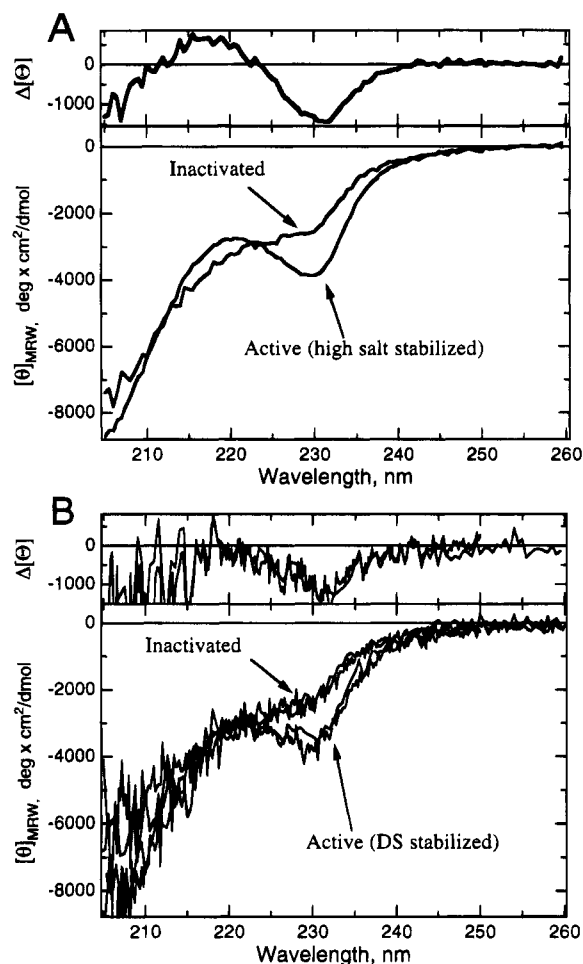 A
Δ[Θ]
0
-1000
0
-2000
-4000
-6000
-8000
[θ]MRW, deg x cm²/dmol
Inactivated
Active (high salt stabilized)
210 220 230 240 250 260
Wavelength, nm
B
Δ[Θ]
0
-1000
0
-2000
-4000
-6000
-8000
[θ]MRW, deg x cm²/dmol
Inactivated
Active (DS stabilized)
210 220 230 240 250 260
Wavelength, nm